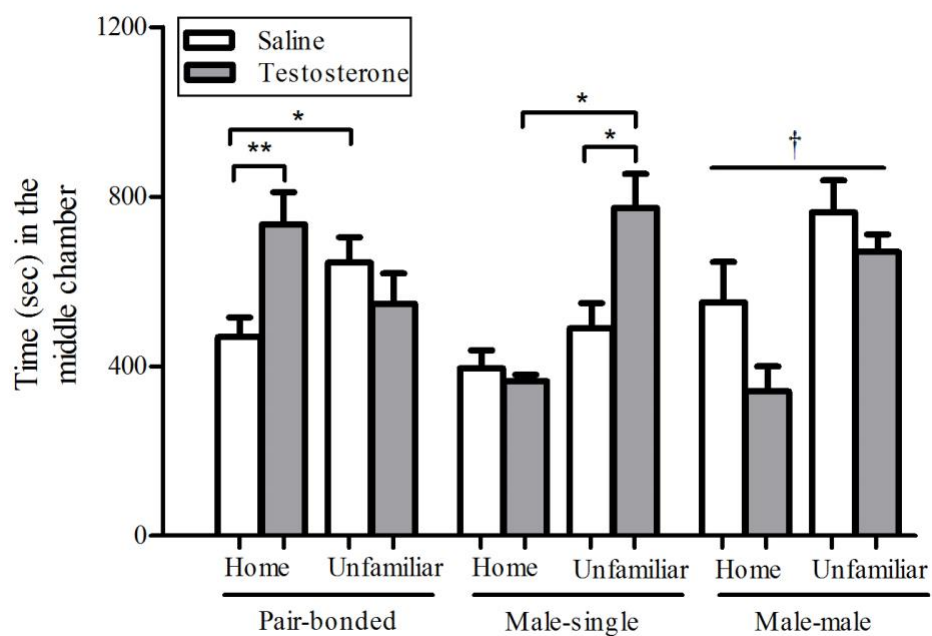 1200
Saline
Testosterone
*
*
*
**
*
†
800
Time (sec) in the
middle chamber
400
0
Home Unfamiliar Home Unfamiliar Home Unfamiliar
Pair-bonded Male-single Male-male